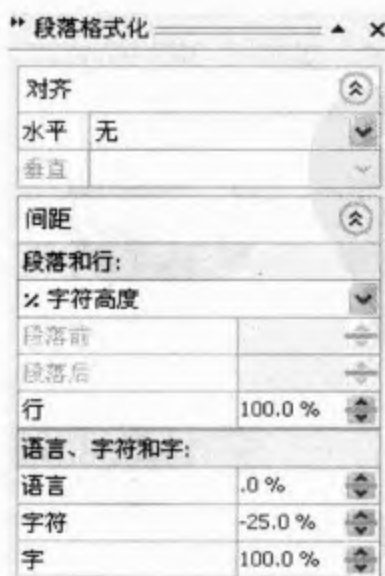 段落格式化
对齐
水平 无
垂直
间距
段落和行:
% 字符高度
段落前
段落后
行 100.0 %
语言、字符和字:
语言 .0 %
字符 -25.0 %
字 100.0 %